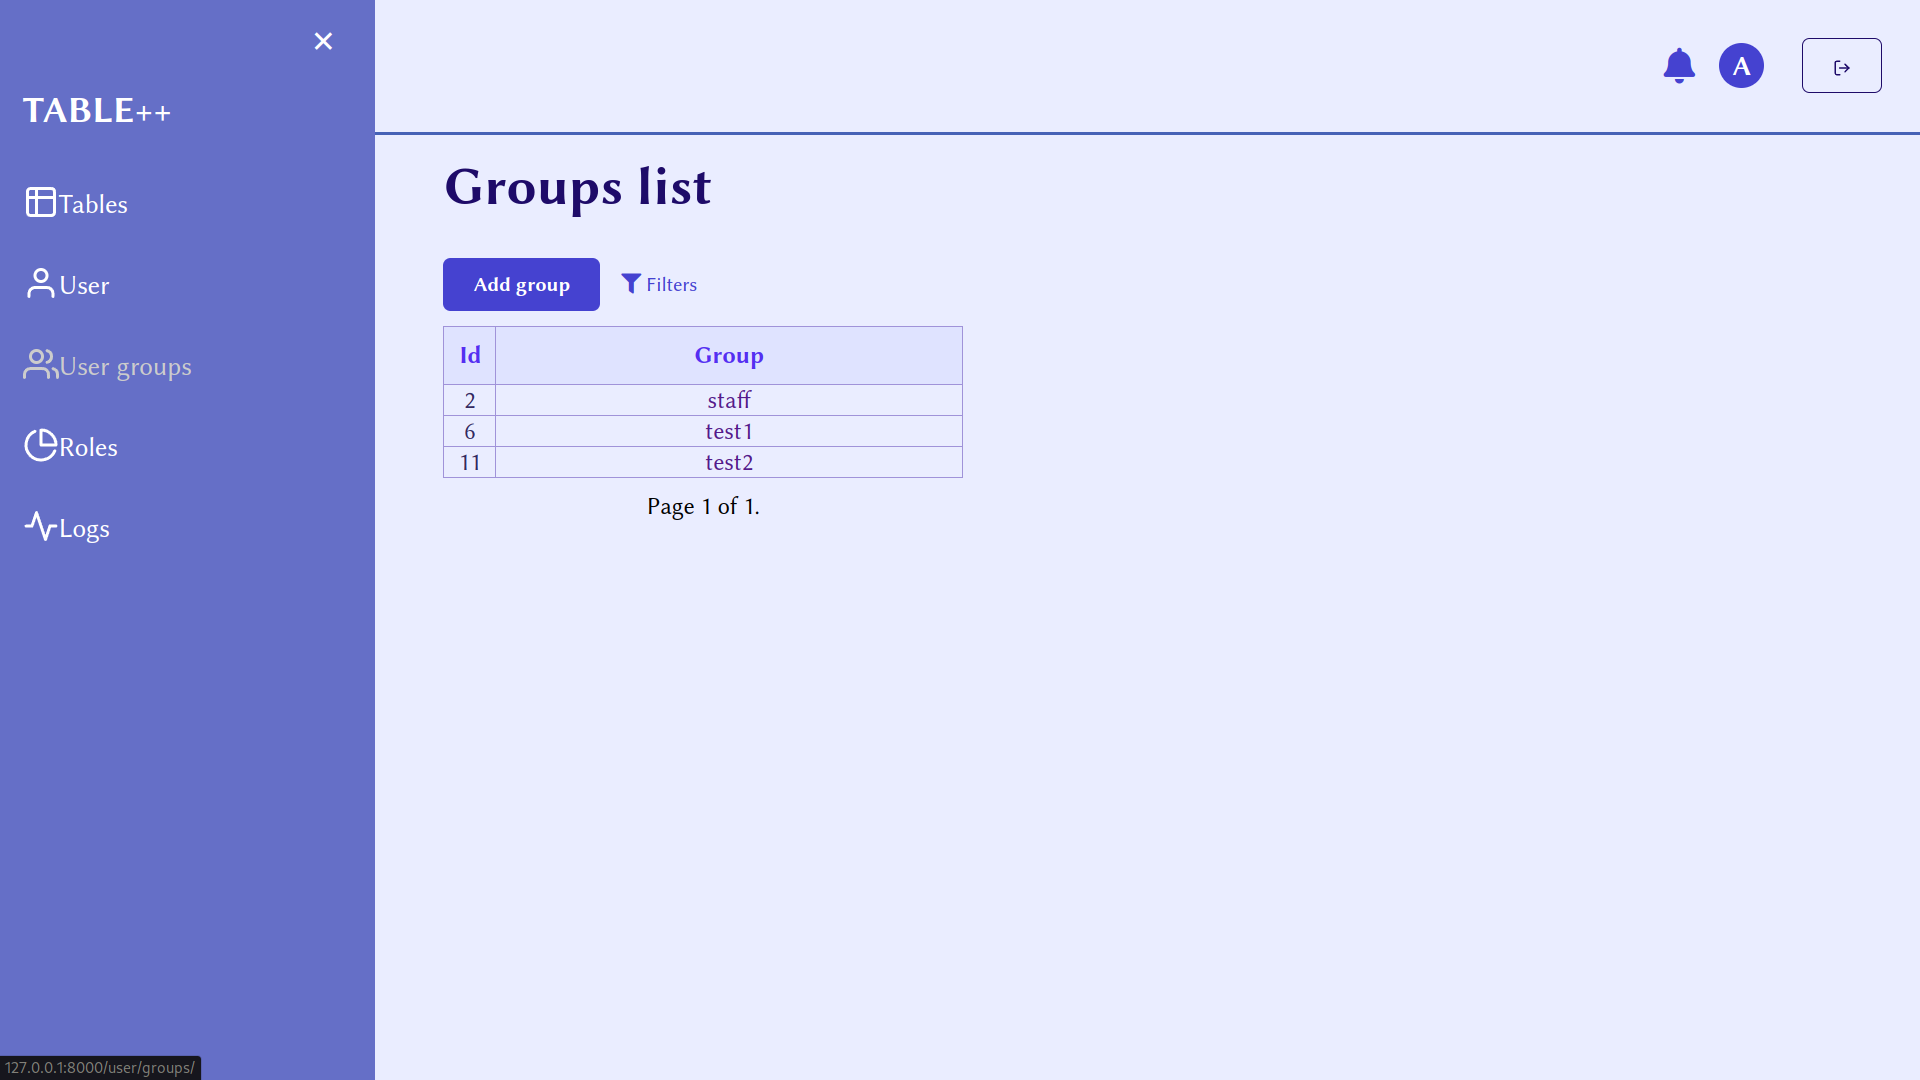 TABLE++
Tables
User
User groups
Roles
Logs
A
Groups list
Add group
Filters
Id Group
2 staff
6 test1
11 test2
Page 1 of 1.
127.0.0.1:8000/user/groups/